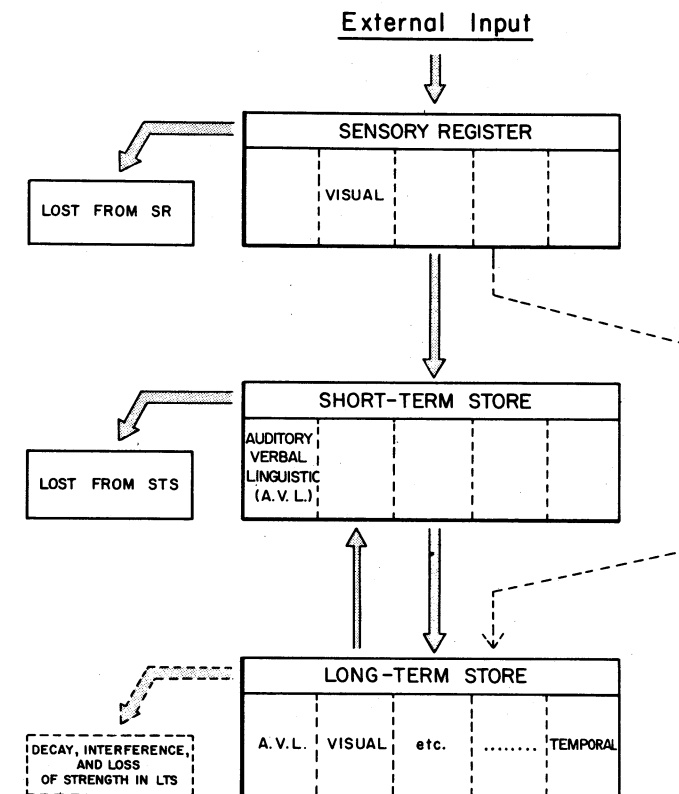 External Input
SENSORY REGISTER
VISUAL
LOST FROM SR
SHORT-TERM STORE
AUDITORY
VERBAL
LINGUISTIC
(A.V.L.)
LOST FROM STS
LONG-TERM STORE
A.V.L.
VISUAL
etc.
........
TEMPORAL
DECAY, INTERFERENCE,
AND LOSS
OF STRENGTH IN LTS